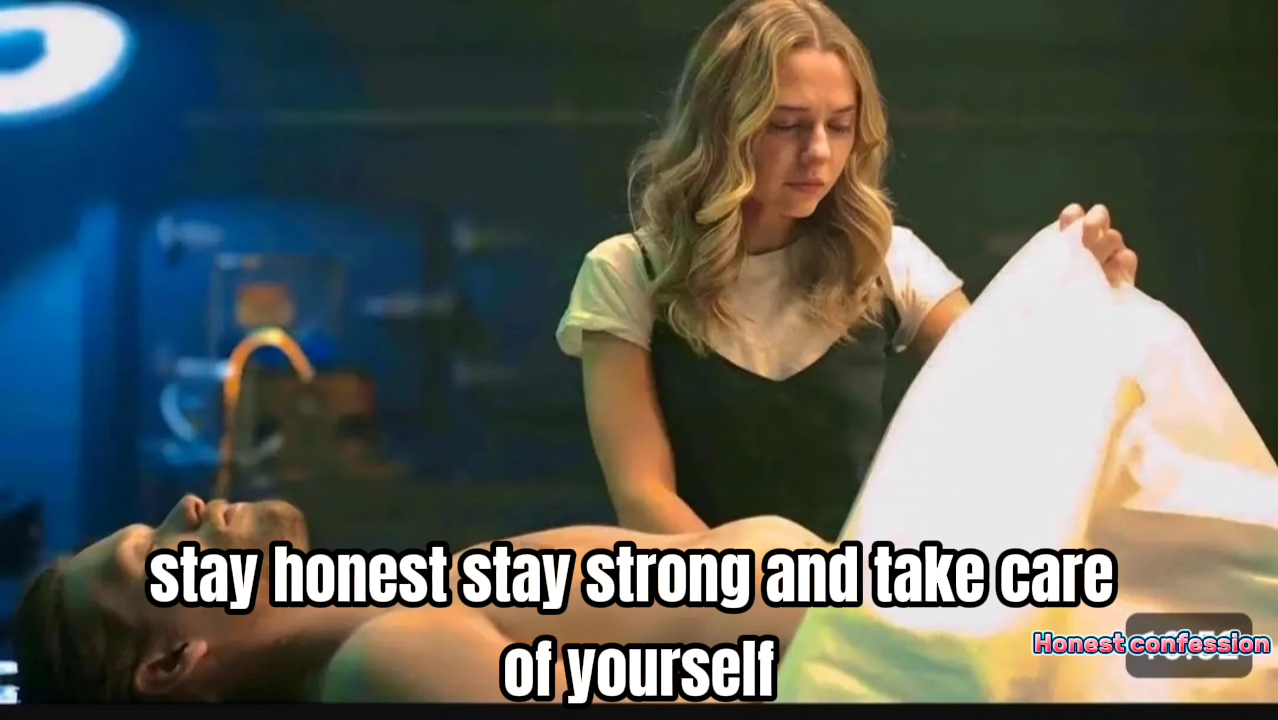 stay honest stay strong and take care
of yourself
Honest confession